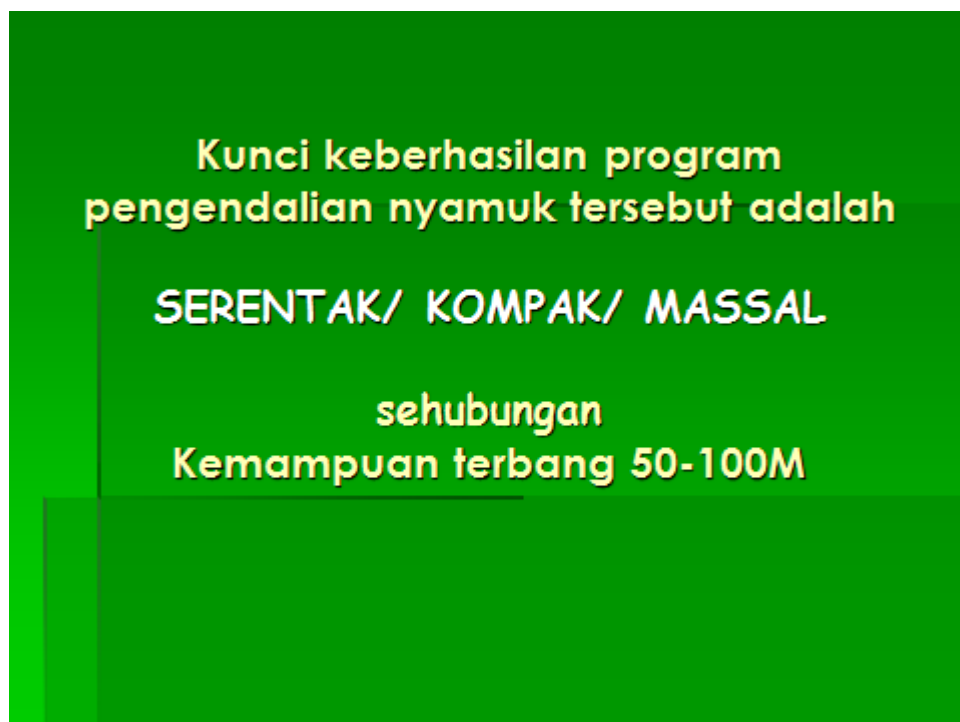 Kunci keberhasilan program
pengendalian nyamuk tersebut adalah
SERENTAK/ KOMPAK/ MASSAL
sehubungan
Kemampuan terbang 50-100M